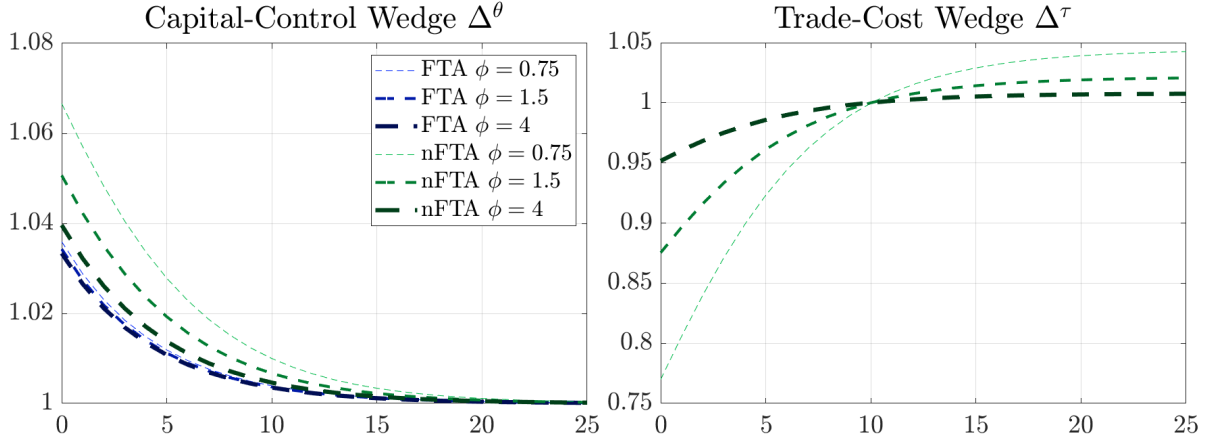 Capital-Control Wedge Δ^θ
1.08
1.06
1.04
1.02
1
0 5 10 15 20 25
FTA ϕ = 0.75
FTA ϕ = 1.5
FTA ϕ = 4
nFTA ϕ = 0.75
nFTA ϕ = 1.5
nFTA ϕ = 4
Trade-Cost Wedge Δ^τ
1.05
1
0.95
0.9
0.85
0.8
0.75
0 5 10 15 20 25